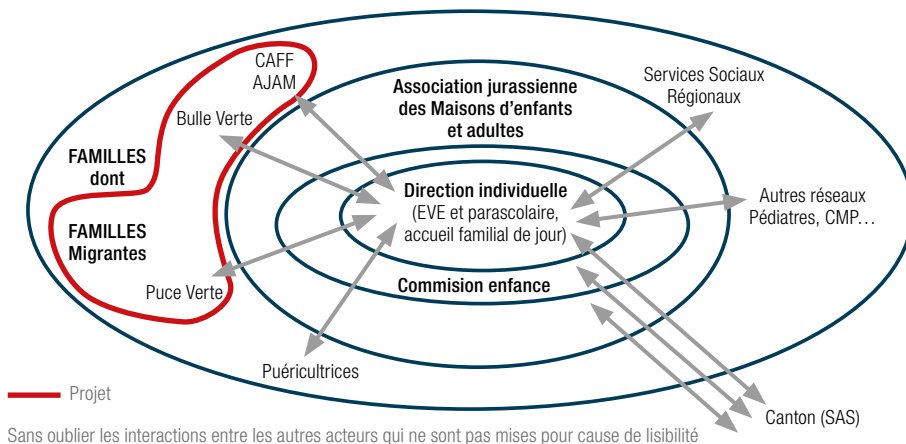 CAFF
AJAM
Bulle Verte
FAMILLES
dont
FAMILLES
Migrantes
Puce Verte
Association jurassienne
des Maisons d'enfants
et adultes
Direction individuelle
(EVE et parascolaire,
accueil familial de jour)
Commision enfance
Puéricultrices
Services Sociaux
Régionaux
Autres réseaux
Pédiatres, CMP…
Canton (SAS)
Projet
Sans oublier les interactions entre les autres acteurs qui ne sont pas mises pour cause de lisibilité